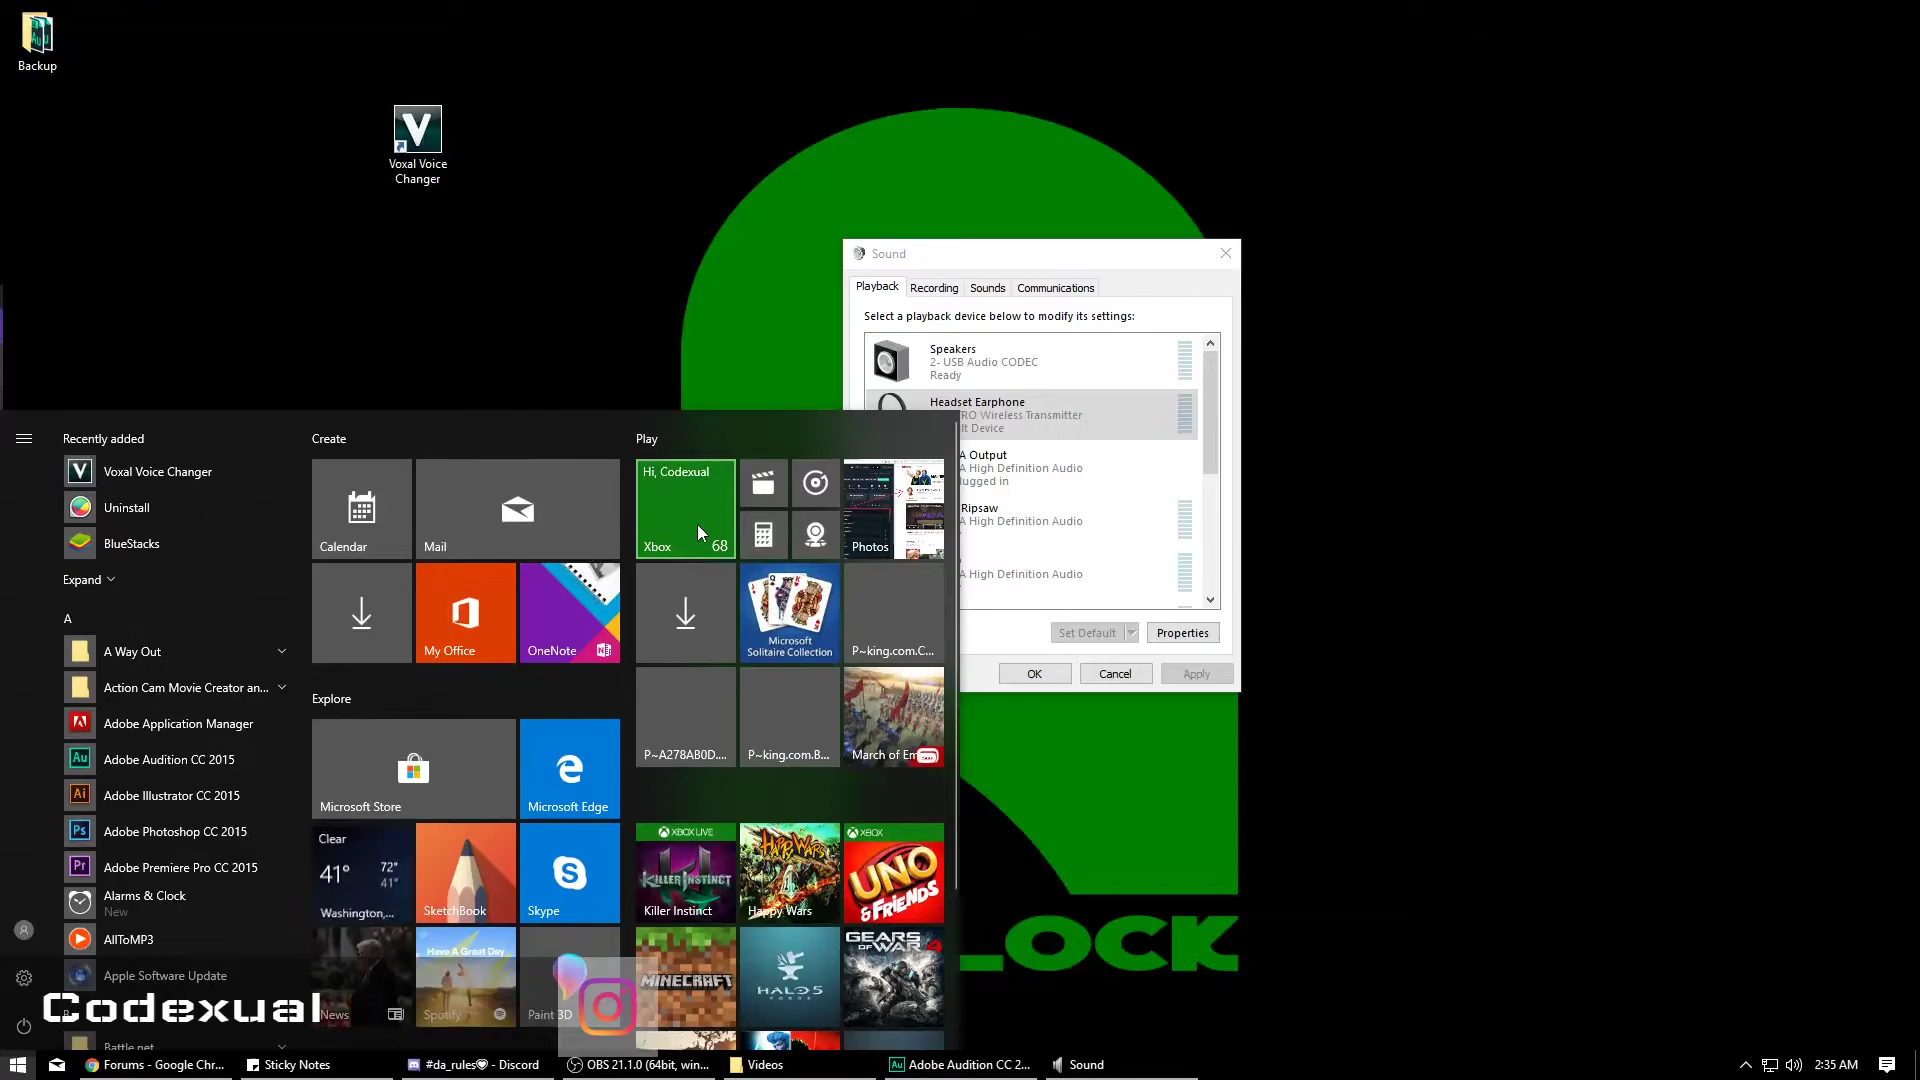 Backup
Voxal Voice
Changer
Sound
Playback
Recording
Sounds
Communications
Select a playback device below to modify its settings:
Speakers
2- USB Audio CODEC
Ready
Headset Earphone
RO Wireless Transmitter
lt Device
A Output
A High Definition Audio
lugged in
Ripsaw
A High Definition Audio
A High Definition Audio
Set Default
Properties
OK
Cancel
Apply
Recently added
Voxal Voice Changer
Uninstall
BlueStacks
Expand
A
A Way Out
Action Cam Movie Creator an...
Adobe Application Manager
Adobe Audition CC 2015
Adobe Illustrator CC 2015
Adobe Photoshop CC 2015
Adobe Premiere Pro CC 2015
Alarms & Clock
New
AllToMP3
Apple Software Update
Battle.net
Create
Calendar
Mail
My Office
OneNote
Explore
Microsoft Store
Microsoft Edge
Clear
41°
72°
41°
Washington,...
SketchBook
Skype
News
Have A Great Day
Spotify
Paint 3D
Play
Hi, Codexual
Xbox
68
Photos
Microsoft
Solitaire Collection
P~king.com.C...
P~A278AB0D....
P~king.com.B...
March of Em
XBOX LIVE
KILLER INSTINCT
Killer Instinct
HAPPY WARS
Happy Wars
XBOX
UNO
& FRIENDS
MINECRAFT
HALO 5
FORGE
GEARS
OF WAR 4
LOCK
Codexual
Forums - Google Chr...
Sticky Notes
#da_rules♥ - Discord
OBS 21.1.0 (64bit, win...
Videos
Adobe Audition CC 2...
Sound
2:35 AM